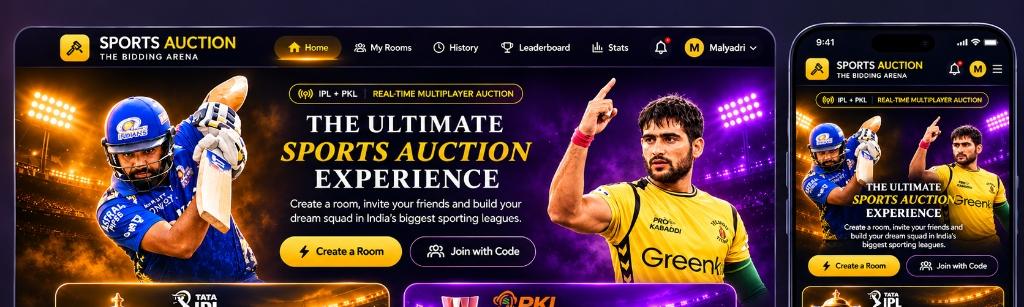 SPORTS AUCTION
THE BIDDING ARENA
Home
My Rooms
History
Leaderboard
Stats
M
Malyadri
IPL + PKL
REAL-TIME MULTIPLAYER AUCTION
THE ULTIMATE
SPORTS AUCTION
EXPERIENCE
Create a room, invite your friends and build your
dream squad in India's biggest sporting leagues.
Create a Room
Join with Code
INDIANS
ASTRAL
PIPES
PRO
KABADDI
Greenk
TATA
IPL
PKL
9:41
SPORTS AUCTION
THE BIDDING ARENA
M
IPL + PKL
REAL-TIME MULTIPLAYER AUCTION
THE ULTIMATE
SPORTS AUCTION
EXPERIENCE
Create a room, invite your friends and
build your dream squad in India's
biggest sporting leagues.
Create a Room
Join with Code
Greenk
TATA
IPL